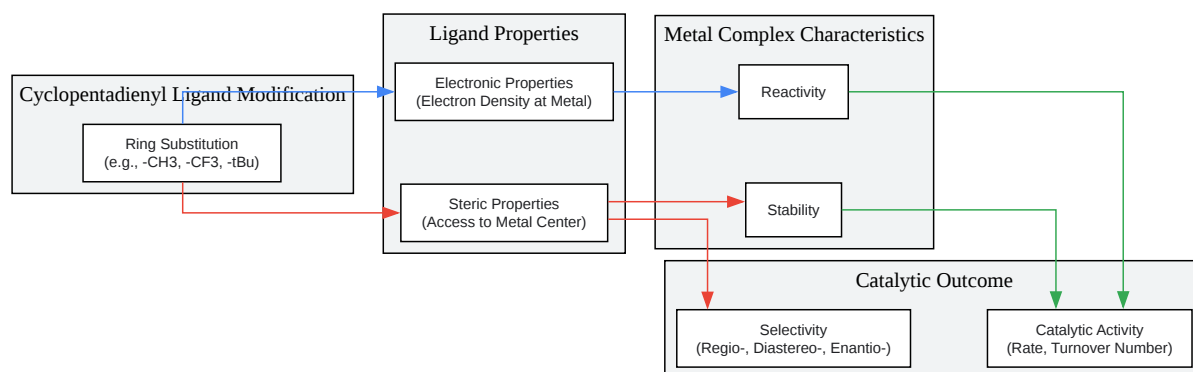 Cyclopentadienyl Ligand Modification
Ring Substitution
(e.g., -CH3, -CF3, -tBu)
Ligand Properties
Electronic Properties
(Electron Density at Metal)
Steric Properties
(Access to Metal Center)
Metal Complex Characteristics
Reactivity
Stability
Catalytic Outcome
Selectivity
(Regio-, Diastereo-, Enantio-)
Catalytic Activity
(Rate, Turnover Number)